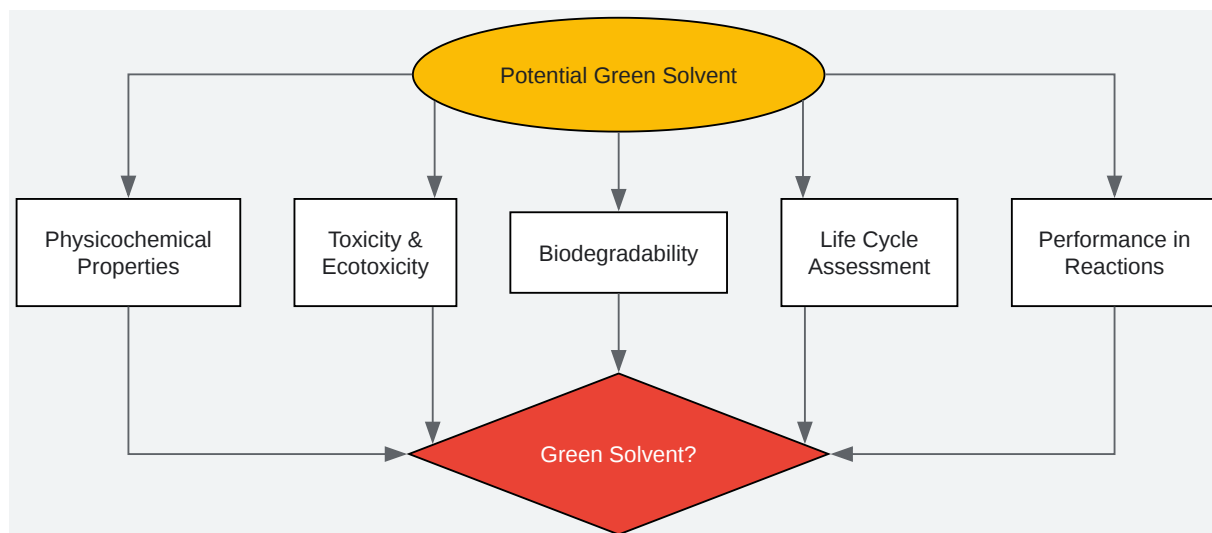 Potential Green Solvent
Physicochemical
Properties
Toxicity &
Ecotoxicity
Biodegradability
Life Cycle
Assessment
Performance in
Reactions
Green Solvent?